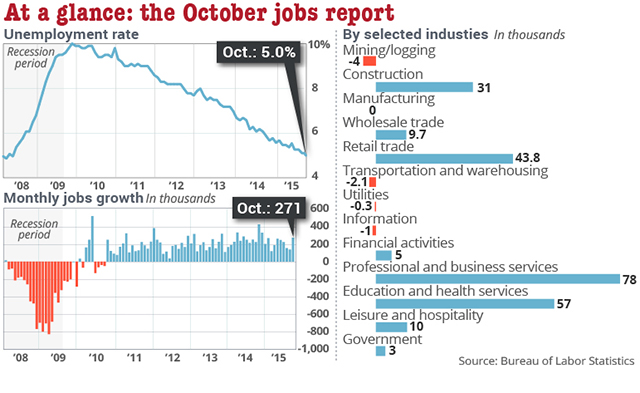 At a glance: the October jobs report
Unemployment rate
Recession
period
Oct.: 5.0%
10%
8
6
4
'08 '09 '10 '11 '12 '13 '14 '15
Monthly jobs growth In thousands
Recession
period
Oct.: 271
600
400
200
0
-200
-400
-600
-800
-1,000
'08 '09 '10 '11 '12 '13 '14 '15
By selected industies In thousands
Mining/logging
-4
Construction
31
Manufacturing
0
Wholesale trade
9.7
Retail trade
43.8
Transportation and warehousing
-2.1
Utilities
-0.3
Information
-1
Financial activities
5
Professional and business services
78
Education and health services
57
Leisure and hospitality
10
Government
3
Source: Bureau of Labor Statistics